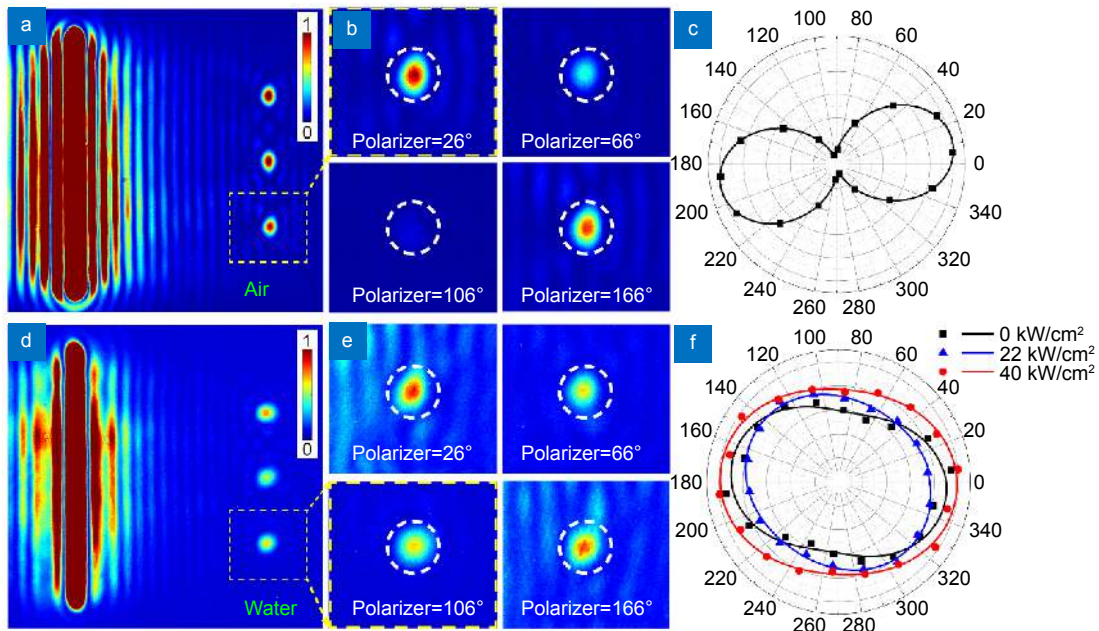 a
1
0
Air
b
Polarizer=26°
Polarizer=66°
Polarizer=106°
Polarizer=166°
c
0
20
40
60
80
100
120
140
160
180
200
220
240
260
280
300
320
340
d
1
0
Water
e
Polarizer=26°
Polarizer=66°
Polarizer=106°
Polarizer=166°
f
0 kW/cm²
22 kW/cm²
40 kW/cm²
0
20
40
60
80
100
120
140
160
180
200
220
240
260
280
300
320
340